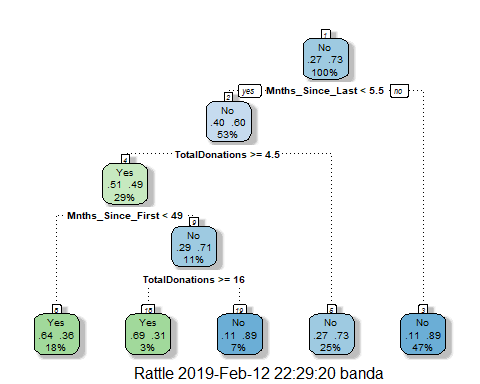 1
No
.27 .73
100%
yes Mnths_Since_Last < 5.5 no
2
No
.40 .60
53%
TotalDonations >= 4.5
4
Yes
.51 .49
29%
Mnths_Since_First < 49
9
No
.29 .71
11%
TotalDonations >= 16
8
Yes
.64 .36
18%
18
Yes
.69 .31
3%
19
No
.11 .89
7%
5
No
.27 .73
25%
3
No
.11 .89
47%
Rattle 2019-Feb-12 22:29:20 banda